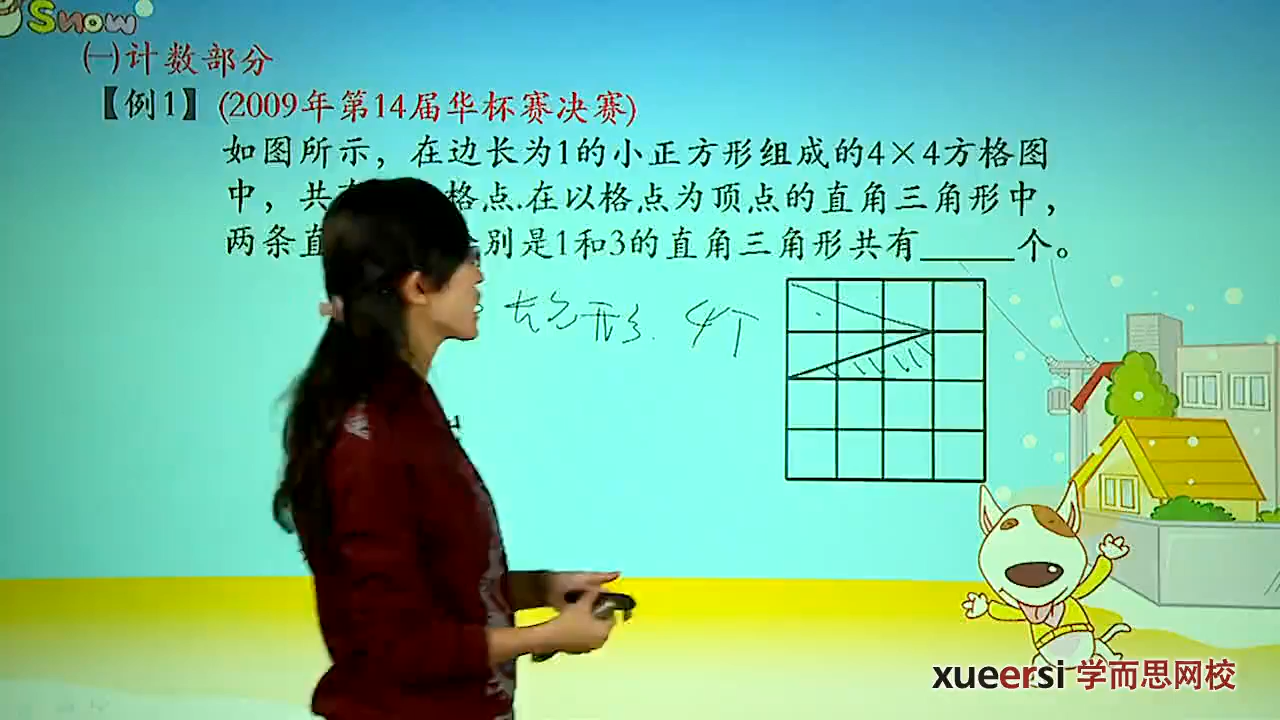 Snow
㈠计数部分
【例1】(2009年第14届华杯赛决赛)
如图所示，在边长为1的小正方形组成的4×4方格图
中，共 格点.在以格点为顶点的直角三角形中，
两条直 别是1和3的直角三角形共有_____个。
长方形. 4个
xueersi 学而思网校